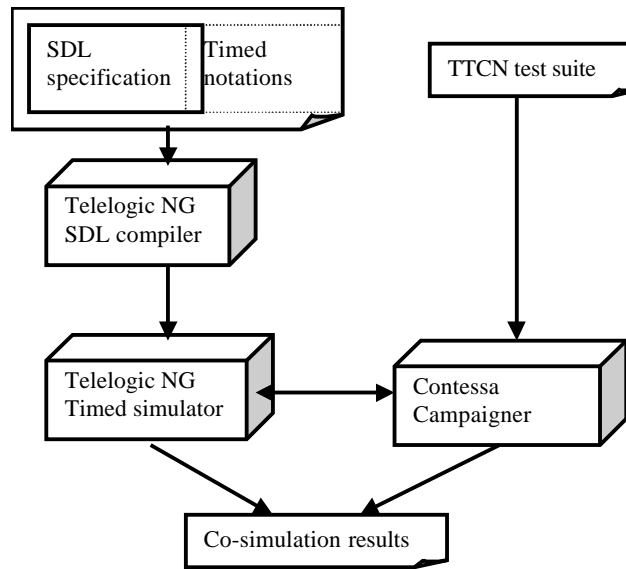 SDL
specification
Timed
notations
TTCN test suite
Telelogic NG
SDL compiler
Telelogic NG
Timed simulator
Contessa
Campaigner
Co-simulation results